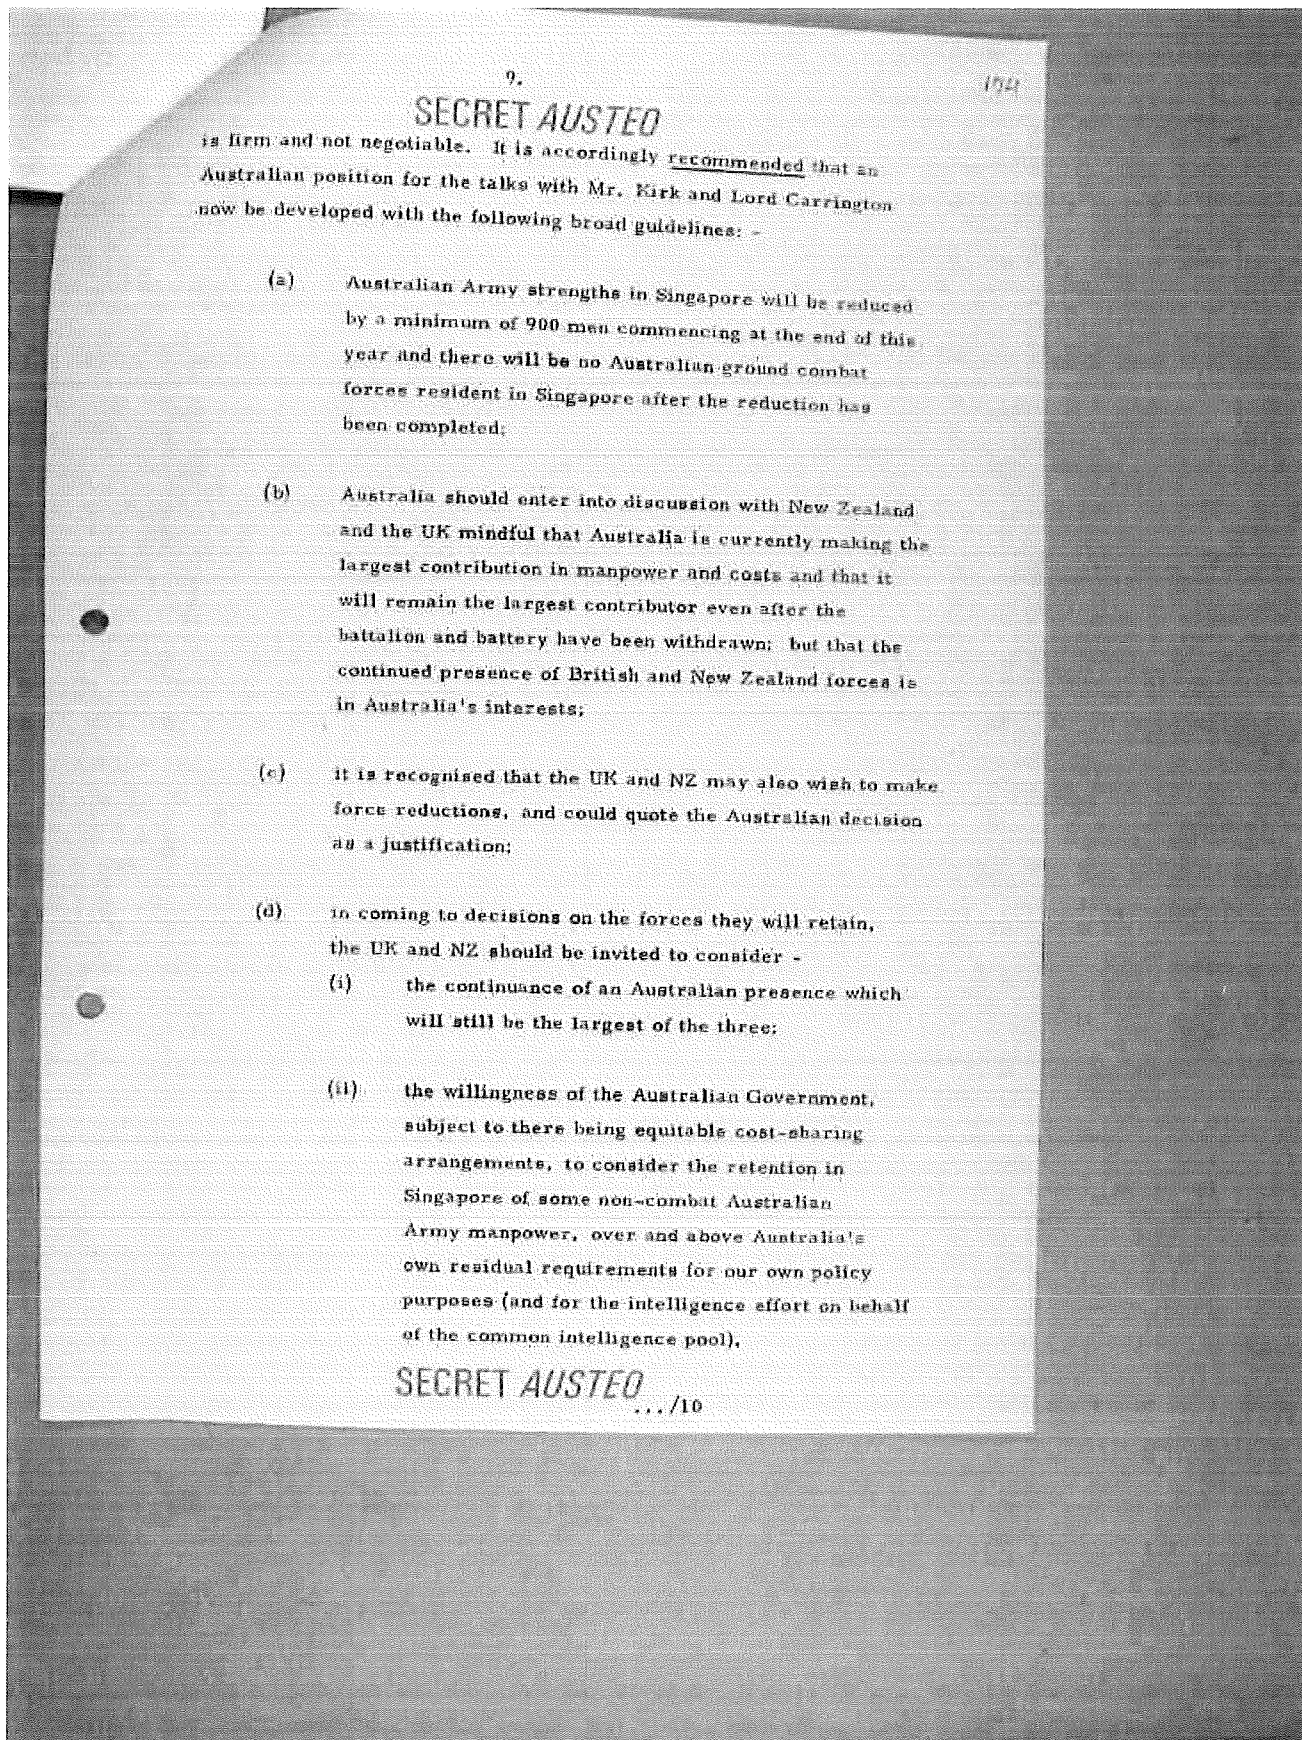 9.
SECRET AUSTEO
is firm and not negotiable. It is accordingly recommended that an
Australian position for the talks with Mr. Kirk and Lord Carrington
now be developed with the following broad guidelines: -
(a) Australian Army strengths in Singapore will be reduced
by a minimum of 900 men commencing at the end of this
year and there will be no Australian ground combat
forces resident in Singapore after the reduction has
been completed;
(b) Australia should enter into discussion with New Zealand
and the UK mindful that Australia is currently making the
largest contribution in manpower and costs and that it
will remain the largest contributor even after the
battalion and battery have been withdrawn; but that the
continued presence of British and New Zealand forces is
in Australia's interests;
(c) it is recognised that the UK and NZ may also wish to make
force reductions, and could quote the Australian decision
as a justification;
(d) in coming to decisions on the forces they will retain,
the UK and NZ should be invited to consider -
(i) the continuance of an Australian presence which
will still be the largest of the three;
(ii) the willingness of the Australian Government,
subject to there being equitable cost-sharing
arrangements, to consider the retention in
Singapore of some non-combat Australian
Army manpower, over and above Australia's
own residual requirements for our own policy
purposes (and for the intelligence effort on behalf
of the common intelligence pool),
SECRET AUSTEO
.../10